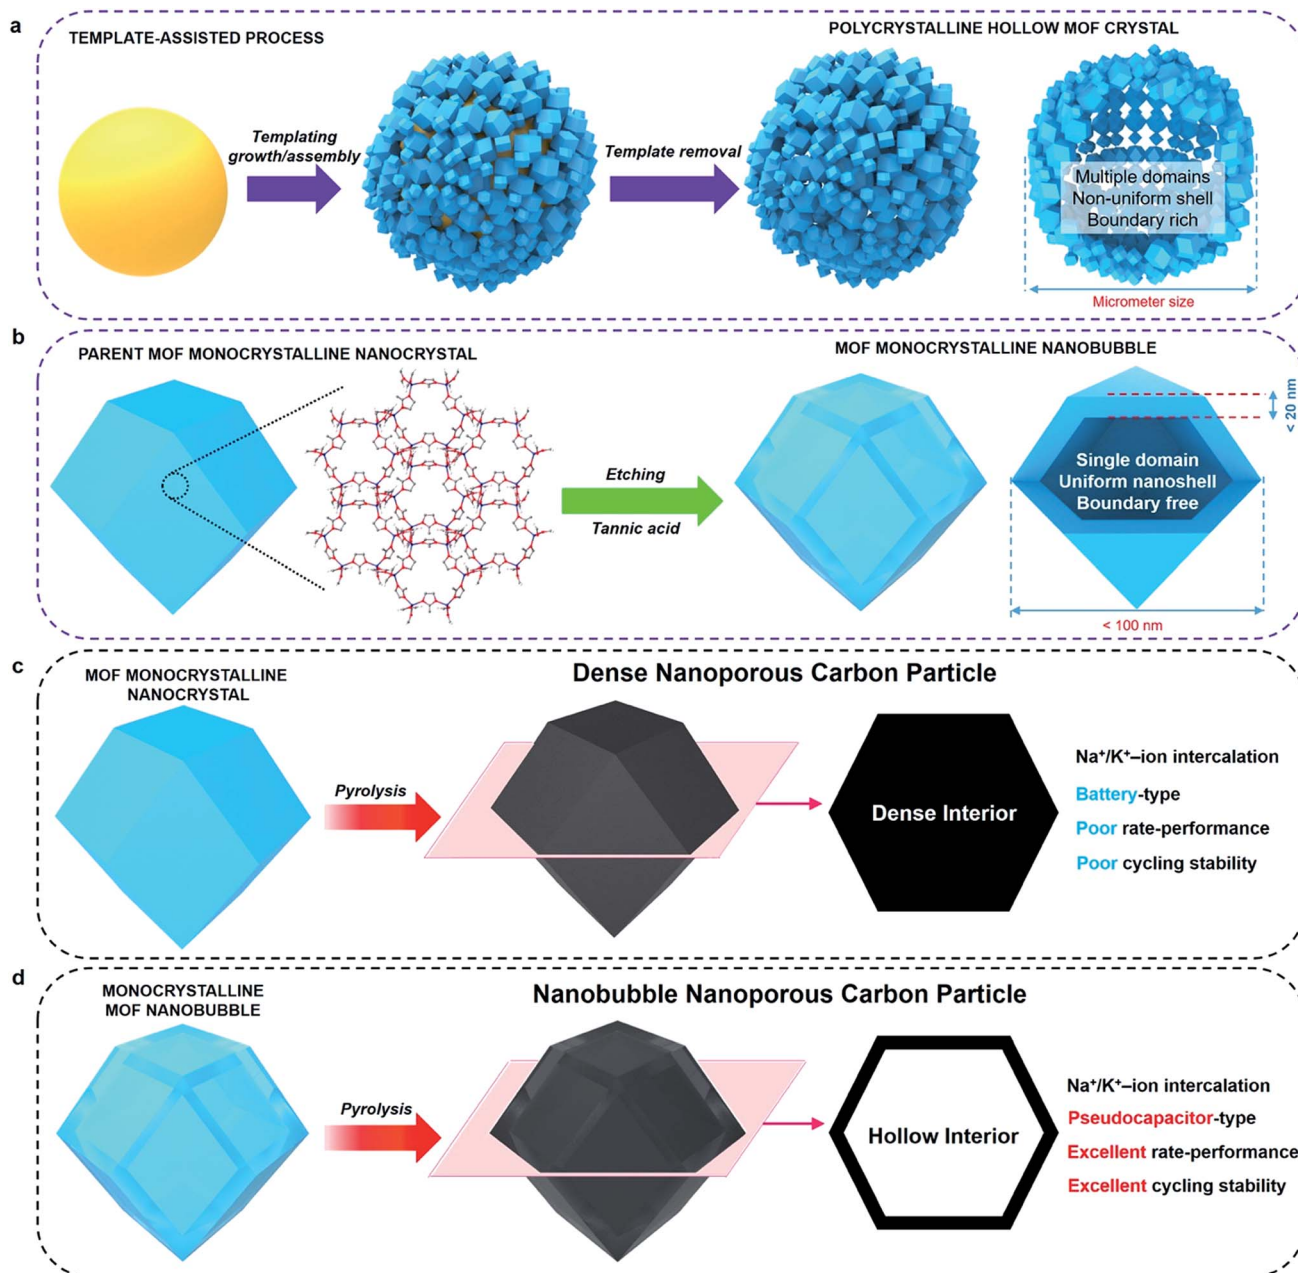 a
TEMPLATE-ASSISTED PROCESS
POLYCRYSTALLINE HOLLOW MOF CRYSTAL
Templating
growth/assembly
Template removal
Multiple domains
Non-uniform shell
Boundary rich
Micrometer size
b
PARENT MOF MONOCRYSTALLINE NANOCRYSTAL
MOF MONOCRYSTALLINE NANOBUBBLE
Etching
Tannic acid
Single domain
Uniform nanoshell
Boundary free
< 20 nm
< 100 nm
c
MOF MONOCRYSTALLINE
NANOCRYSTAL
Dense Nanoporous Carbon Particle
Pyrolysis
Dense Interior
Na⁺/K⁺–ion intercalation
Battery-type
Poor rate-performance
Poor cycling stability
d
MONOCRYSTALLINE
MOF NANOBUBBLE
Nanobubble Nanoporous Carbon Particle
Pyrolysis
Hollow Interior
Na⁺/K⁺–ion intercalation
Pseudocapacitor-type
Excellent rate-performance
Excellent cycling stability